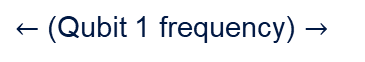 ← (Qubit 1 frequency) →